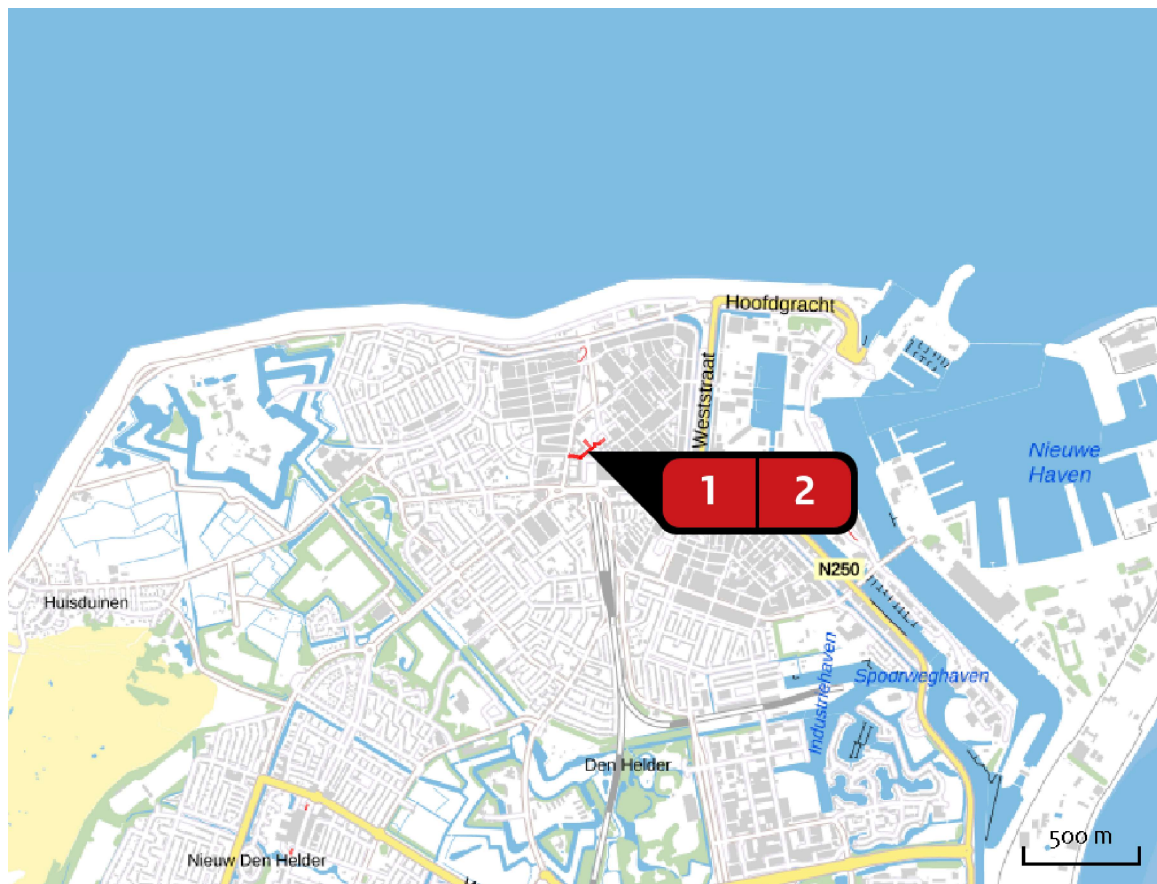 Hoofdgracht
Weststraat
Nieuwe
Haven
1 2
N250
Huisduinen
Industriehaven
Spoorweghaven
Den Helder
500 m
Nieuw Den Helder